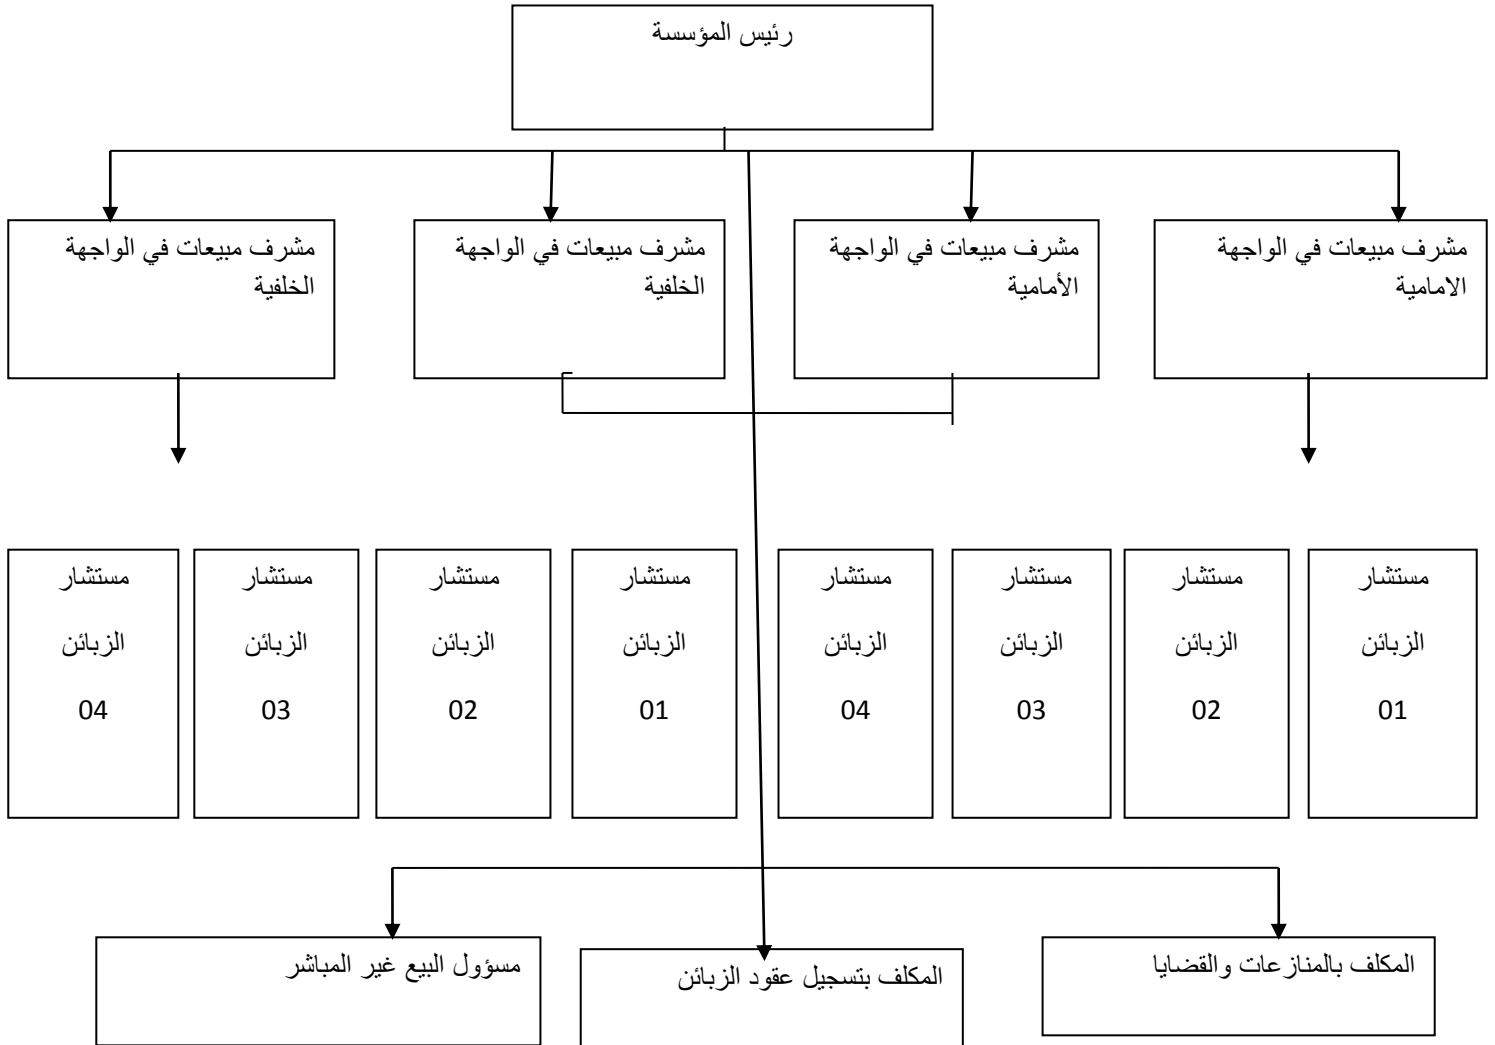 رئيس المؤسسة
مشرف مبيعات في الواجهة
الامامية
مشرف مبيعات في الواجهة
الأمامية
مشرف مبيعات في الواجهة
الخلفية
مشرف مبيعات في الواجهة
الخلفية
مستشار
الزبائن
01
مستشار
الزبائن
02
مستشار
الزبائن
03
مستشار
الزبائن
04
مستشار
الزبائن
01
مستشار
الزبائن
02
مستشار
الزبائن
03
مستشار
الزبائن
04
المكلف بالمنازعات والقضايا
المكلف بتسجيل عقود الزبائن
مسؤول البيع غير المباشر